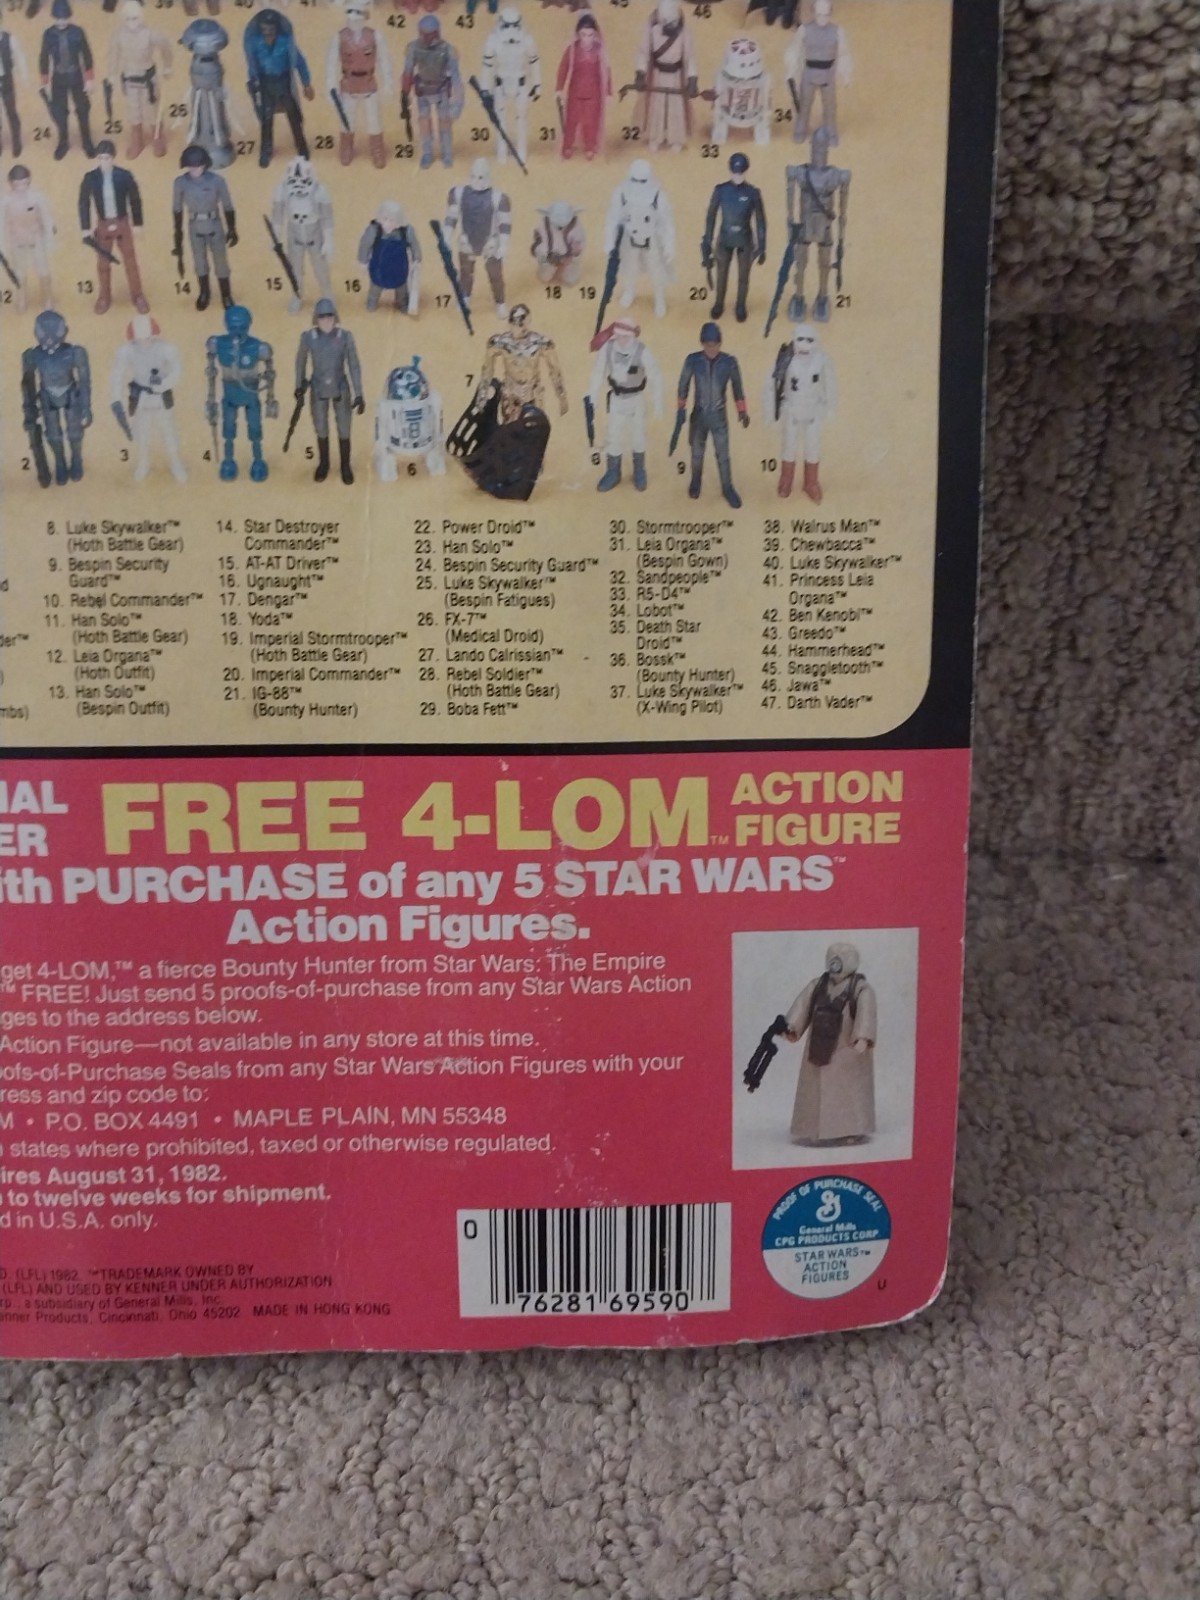 42 43 46
24 25 26 27 28 29 30 31 32 33 34
12 13 14 15 16 17 18 19 20 21
2 3 4 5 6 7 8 9 10
8. Luke Skywalker™
(Hoth Battle Gear)
9. Bespin Security
Guard™
10. Rebel Commander™
11. Han Solo™
(Hoth Battle Gear)
12. Leia Organa™
(Hoth Outfit)
13. Han Solo™
(Bespin Outfit)
14. Star Destroyer
Commander™
15. AT-AT Driver™
16. Ugnaught™
17. Dengar™
18. Yoda™
19. Imperial Stormtrooper™
(Hoth Battle Gear)
20. Imperial Commander™
21. IG-88™
(Bounty Hunter)
22. Power Droid™
23. Han Solo™
24. Bespin Security Guard™
25. Luke Skywalker™
(Bespin Fatigues)
26. FX-7™
(Medical Droid)
27. Lando Calrissian™
28. Rebel Soldier™
(Hoth Battle Gear)
29. Boba Fett™
30. Stormtrooper™
31. Leia Organa™
(Bespin Gown)
32. Sandpeople™
33. R5-D4™
34. Lobot™
35. Death Star
Droid™
36. Bossk™
(Bounty Hunter)
37. Luke Skywalker™
(X-Wing Pilot)
38. Walrus Man™
39. Chewbacca™
40. Luke Skywalker™
41. Princess Leia
Organa™
42. Ben Kenobi™
43. Greedo™
44. Hammerhead™
45. Snaggletooth™
46. Jawa™
47. Darth Vader™
IAL
ER
FREE 4-LOM™ ACTION
FIGURE
ith PURCHASE of any 5 STAR WARS™
Action Figures.
get 4-LOM,™ a fierce Bounty Hunter from Star Wars: The Empire
™ FREE! Just send 5 proofs-of-purchase from any Star Wars Action
ges to the address below.
Action Figure—not available in any store at this time.
oofs-of-Purchase Seals from any Star Wars Action Figures with your
ress and zip code to:
M • P.O. BOX 4491 • MAPLE PLAIN, MN 55348
states where prohibited, taxed or otherwise regulated.
ires August 31, 1982.
to twelve weeks for shipment.
d in U.S.A. only.
D. (LFL) 1982. ™TRADEMARK OWNED BY
(LFL) AND USED BY KENNER UNDER AUTHORIZATION
rp., a subsidiary of General Mills, Inc.
enner Products, Cincinnati, Ohio 45202 MADE IN HONG KONG
0 76281 69590
PROOF OF PURCHASE SEAL
G
General Mills
CPG PRODUCTS CORP.
STAR WARS™
ACTION
FIGURES
U